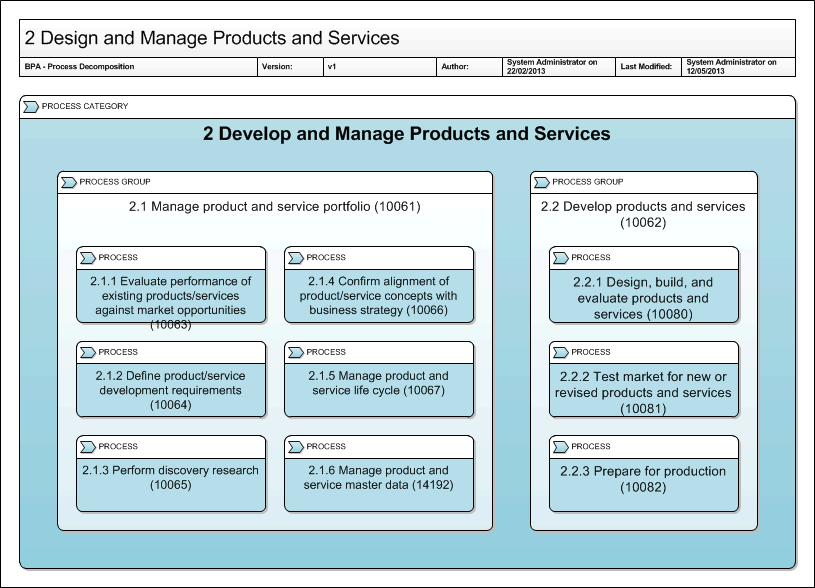 2 Design and Manage Products and Services
BPA - Process Decomposition
Version:
v1
Author:
System Administrator on
22/02/2013
Last Modified:
System Administrator on
12/05/2013
PROCESS CATEGORY
2 Develop and Manage Products and Services
PROCESS GROUP
2.1 Manage product and service portfolio (10061)
PROCESS
2.1.1 Evaluate performance of
existing products/services
against market opportunities
(10063)
PROCESS
2.1.2 Define product/service
development requirements
(10064)
PROCESS
2.1.3 Perform discovery research
(10065)
PROCESS
2.1.4 Confirm alignment of
product/service concepts with
business strategy (10066)
PROCESS
2.1.5 Manage product and
service life cycle (10067)
PROCESS
2.1.6 Manage product and
service master data (14192)
PROCESS GROUP
2.2 Develop products and services
(10062)
PROCESS
2.2.1 Design, build, and
evaluate products and
services (10080)
PROCESS
2.2.2 Test market for new or
revised products and services
(10081)
PROCESS
2.2.3 Prepare for production
(10082)